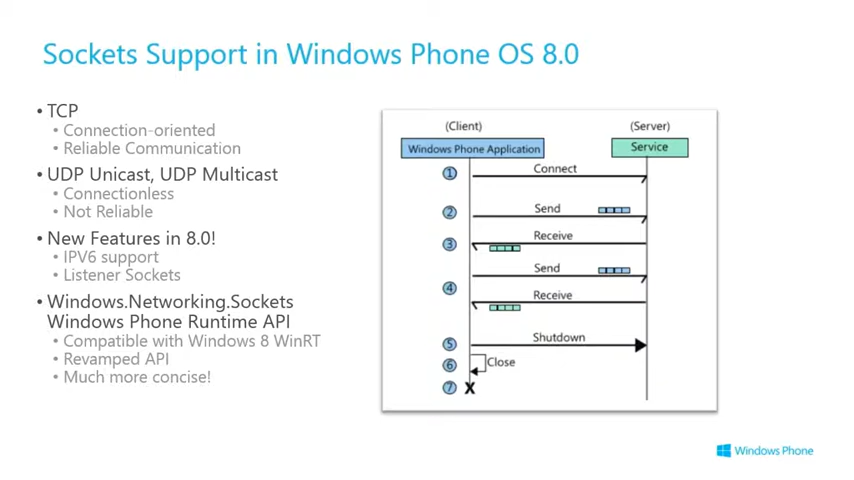 Sockets Support in Windows Phone OS 8.0
• TCP
• Connection-oriented
• Reliable Communication
• UDP Unicast, UDP Multicast
• Connectionless
• Not Reliable
• New Features in 8.0!
• IPV6 support
• Listener Sockets
• Windows.Networking.Sockets
Windows Phone Runtime API
• Compatible with Windows 8 WinRT
• Revamped API
• Much more concise!
(Client) (Server)
Windows Phone Application Service
1 Connect
2 Send
3 Receive
Send
4
Receive
5 Shutdown
6 Close
7 X
Windows Phone